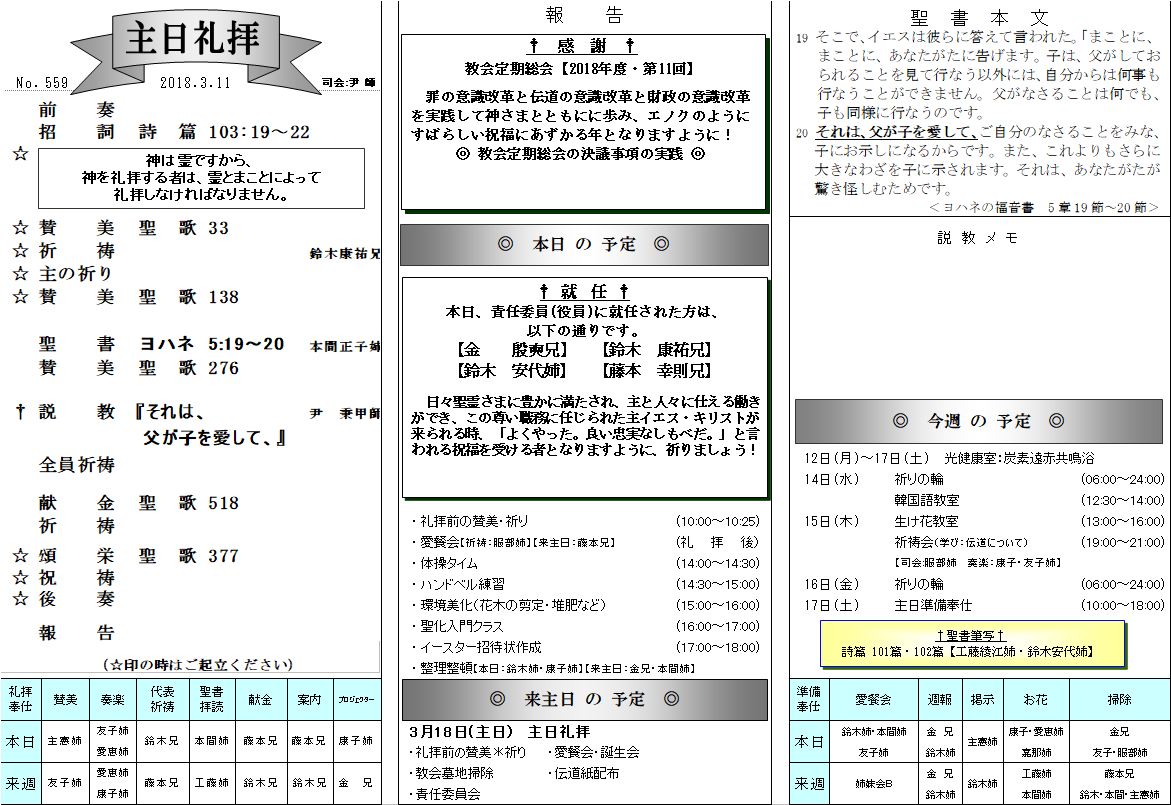 主日礼拝
No. 559
2018.3.11
司会:尹 師
前　奏
招　詞 詩　篇 103:19～22
☆
神は霊ですから、
神を礼拝する者は、霊とまことによって
礼拝しなければなりません。
☆ 賛　美 聖　歌 33
☆ 祈　祷 鈴木康祐兄
☆ 主の祈り
☆ 賛　美 聖　歌 138
聖　書 ヨハネ 5:19～20 本間正子姉
賛　美 聖　歌 276
† 説　教 『それは、 尹　秉甲師
父が子を愛して、』
全員祈祷
献　金 聖　歌 518
祈　祷
☆ 頌　栄 聖　歌 377
☆ 祝　祷
☆ 後　奏
報　告
(☆印の時はご起立ください)
礼拝奉仕 賛美 奏楽 代表祈祷 聖書拝読 献金 案内 プロジェクター
本日 主憲姉 友子姉 愛恵姉 鈴木兄 本間姉 藤本兄 藤本兄 康子姉
来週 友子姉 愛恵姉 康子姉 藤本兄 工藤姉 鈴木兄 鈴木兄 金　兄
報　告
† 感 謝 †
教会定期総会【2018年度・第11回】
罪の意識改革と伝道の意識改革と財政の意識改革
を実践して神さまとともにに歩み、エノクのように
すばらしい祝福にあずかる年となりますように！
◎ 教会定期総会の決議事項の実践 ◎
◎ 本日 の 予定 ◎
† 就 任 †
本日、責任委員(役員)に就任された方は、
以下の通りです。
【金　殷奭兄】 【鈴木　康祐兄】
【鈴木　安代姉】 【藤本　幸則兄】
日々聖霊さまに豊かに満たされ、主と人々に仕える働き
ができ、この尊い職務に任じられた主イエス・キリストが
来られる時、「よくやった。良い忠実なしもべだ。」と言
われる祝福を受ける者となりますように、祈りましょう！
・礼拝前の賛美・祈り (10:00～10:25)
・愛餐会【祈祷:服部姉】【来主日:藤本兄】 (礼　拝　後)
・体操タイム (14:00～14:30)
・ハンドベル練習 (14:30～15:00)
・環境美化(花木の剪定・堆肥など) (15:00～16:00)
・聖化入門クラス (16:00～17:00)
・イースター招待状作成 (17:00～18:00)
・整理整頓【本日:鈴木姉・康子姉】【来主日:金兄・本間姉】
◎ 来主日 の 予定 ◎
3月18日(主日)　主日礼拝
・礼拝前の賛美＊祈り ・愛餐会・誕生会
・教会墓地掃除 ・伝道紙配布
・責任委員会
聖 書 本 文
19 そこで、イエスは彼らに答えて言われた。「まことに、
まことに、あなたがたに告げます。子は、父がしてお
られることを見て行なう以外には、自分からは何事も
行なうことができません。父がなさることは何でも、
子も同様に行なうのです。
20 それは、父が子を愛して、ご自分のなさることをみな、
子にお示しになるからです。また、これよりもさらに
大きなわざを子に示されます。それは、あなたがたが
驚き怪しむためです。
＜ヨハネの福音書　5章19節～20節＞
説 教 メ モ
◎ 今週 の 予定 ◎
12日(月)～17日(土)　光健康室:炭素遠赤共鳴浴
14日(水) 祈りの輪 (06:00～24:00)
韓国語教室 (12:30～14:00)
15日(木) 生け花教室 (13:00～16:00)
祈祷会(学び:伝道について) (19:00～21:00)
【司会:服部姉　奏楽:康子・友子姉】
16日(金) 祈りの輪 (06:00～24:00)
17日(土) 主日準備奉仕 (10:00～18:00)
†聖書筆写†
詩篇 101篇・102篇【工藤綾江姉・鈴木安代姉】
準備奉仕 愛餐会 週報 掲示 お花 掃除
本日 鈴木姉・本間姉 友子姉 金　兄 鈴木姉 主憲姉 康子・愛恵姉 嘉那姉 金兄 友子・服部姉
来週 姉妹会B 金　兄 鈴木姉 鈴木姉 工藤姉 本間姉 藤本兄 鈴木・本間・主憲姉